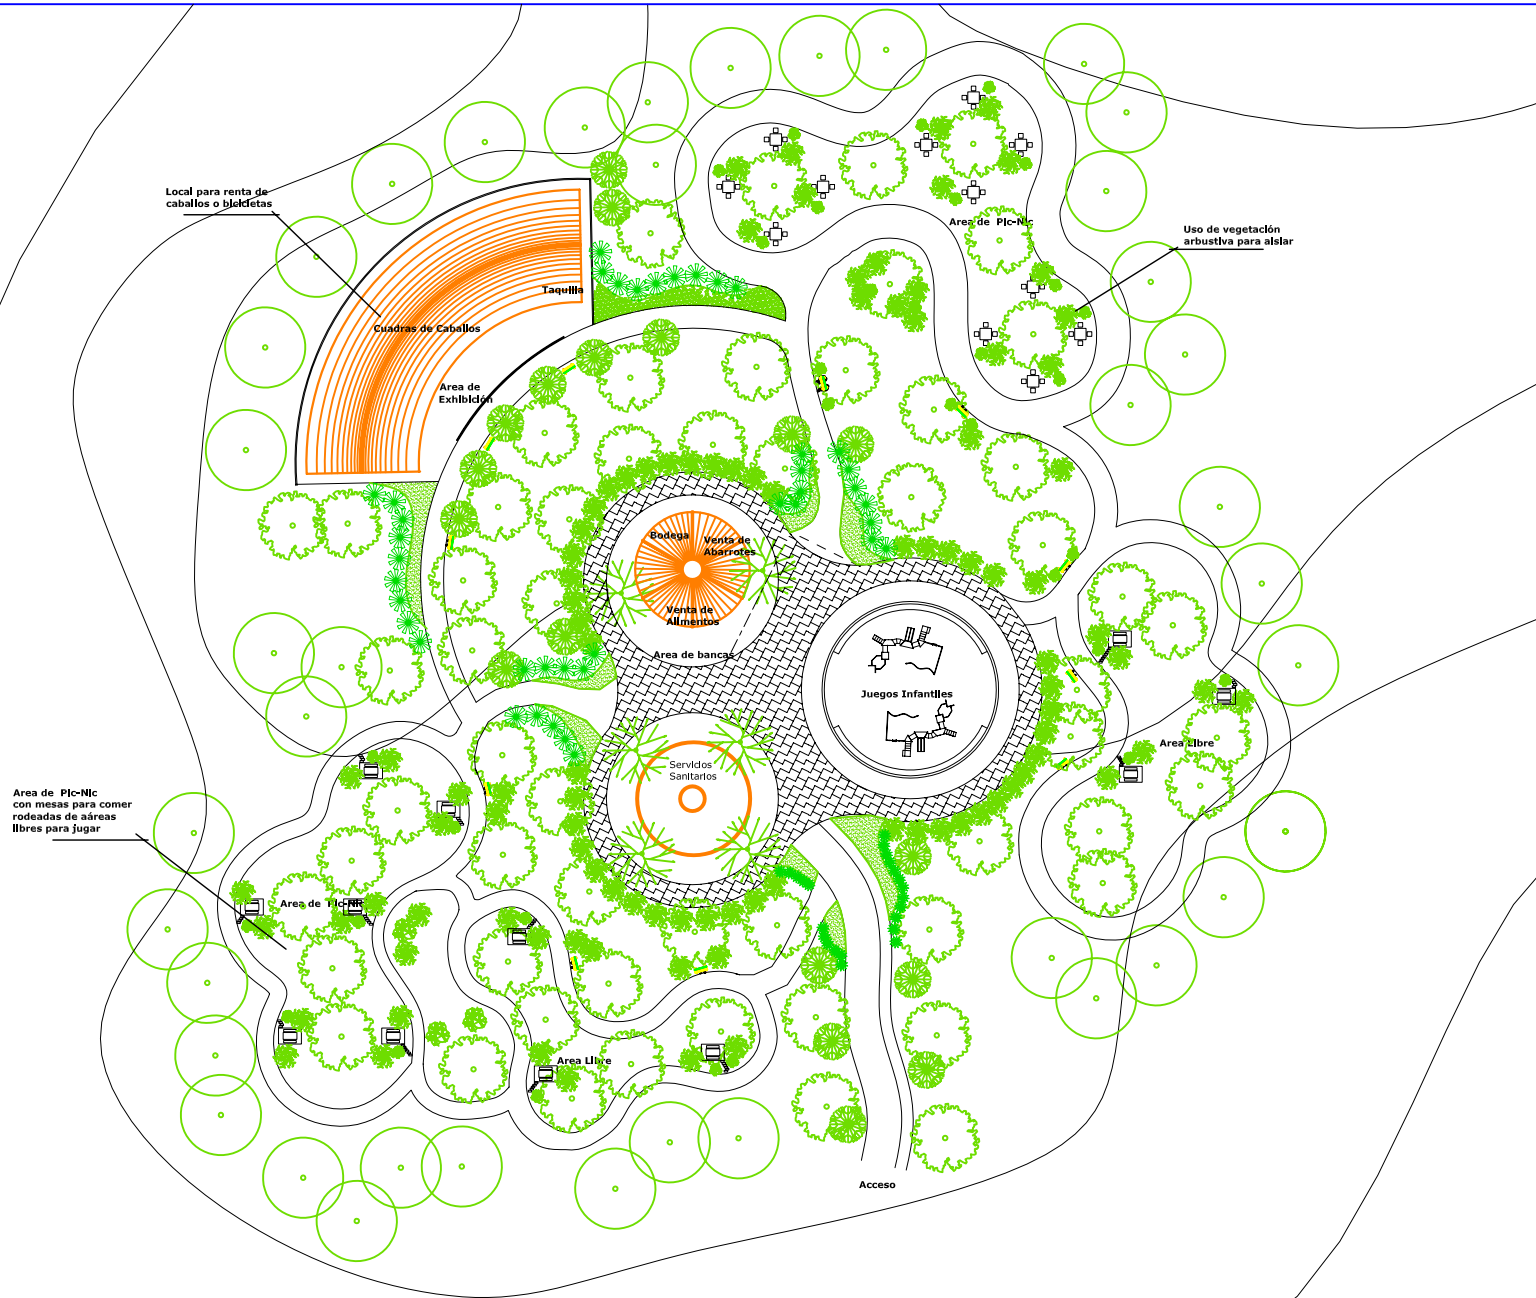 Local para renta de
caballos o bicicletas
Area de Pic-Nic
Uso de vegetación
arbustiva para aislar
Taquilla
Cuadras de Caballos
Area de
Exhibición
Bodega
Venta de
Abarrotes
Venta de
Alimentos
Area de bancas
Juegos Infantiles
Area Libre
Servicios
Sanitarios
Area de Pic-Nic
con mesas para comer
rodeadas de aáreas
libres para jugar
Area de Pic-Nic
Area Libre
Acceso